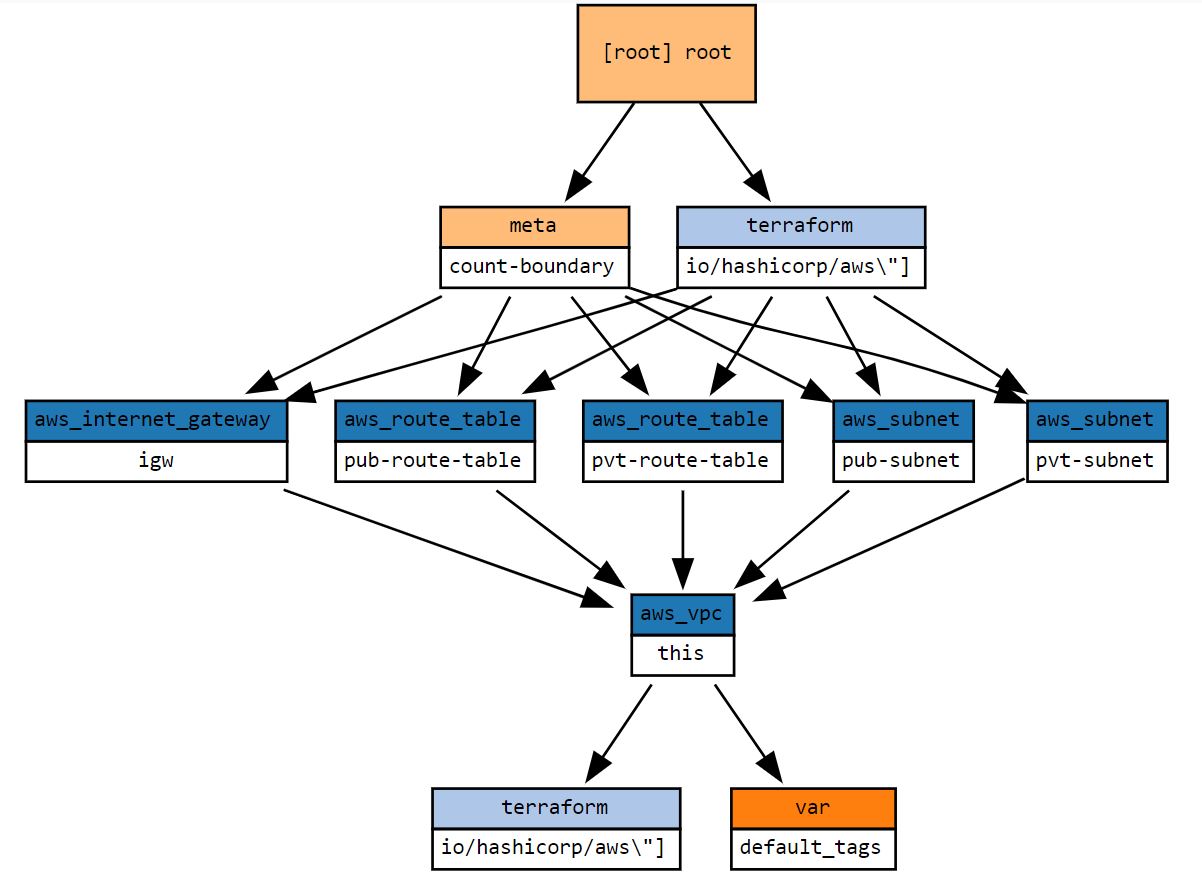 [root] root
meta
count-boundary
terraform
io/hashicorp/aws\"]
aws_internet_gateway
igw
aws_route_table
pub-route-table
aws_route_table
pvt-route-table
aws_subnet
pub-subnet
aws_subnet
pvt-subnet
aws_vpc
this
terraform
io/hashicorp/aws\"]
var
default_tags